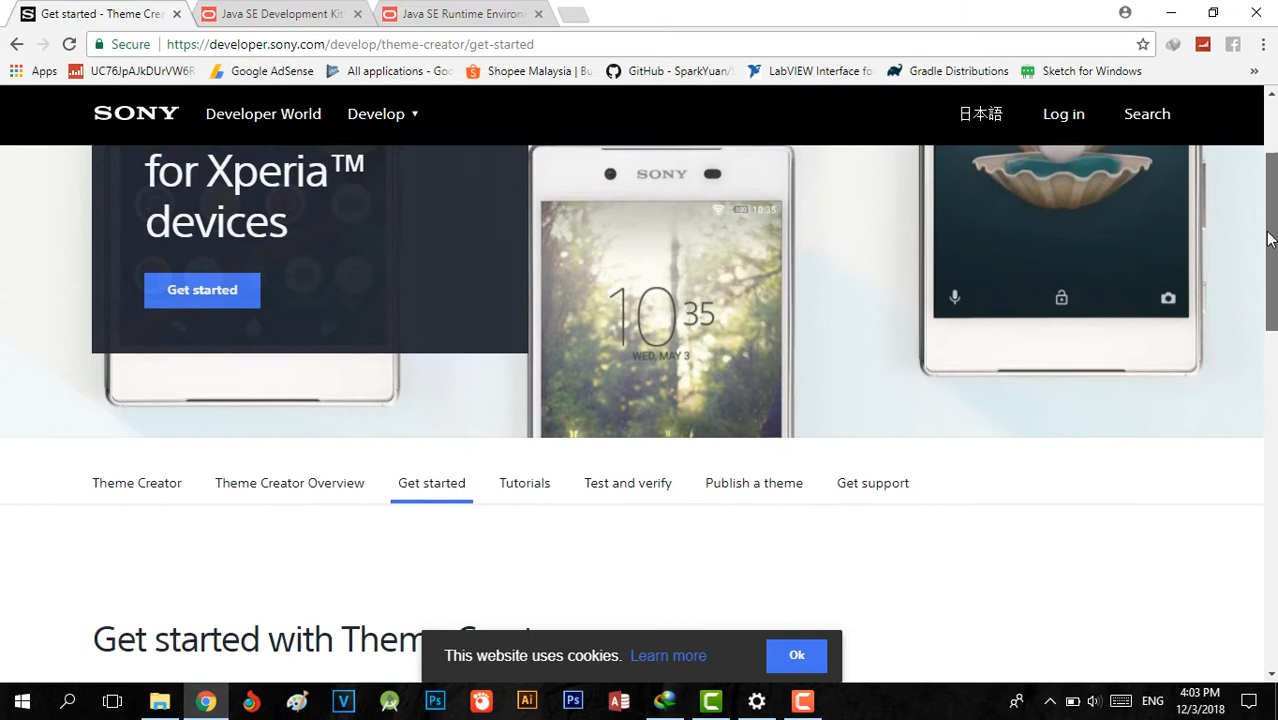 Get started - Theme Crea
Java SE Development Kit
Java SE Runtime Environ
Secure
https://developer.sony.com/develop/theme-creator/get-started
Apps
UC76JpAJkDUrVW6R
Google AdSense
All applications - Goo
Shopee Malaysia | Bu
GitHub - SparkYuan/S
LabVIEW Interface fo
Gradle Distributions
Sketch for Windows
»
SONY
Developer World
Develop
日本語
Log in
Search
for Xperia™
devices
Get started
SONY
100 10:35
10 35
WED, MAY 3
Theme Creator
Theme Creator Overview
Get started
Tutorials
Test and verify
Publish a theme
Get support
Get started with Them
This website uses cookies. Learn more
Ok
ENG
4:03 PM
12/3/2018